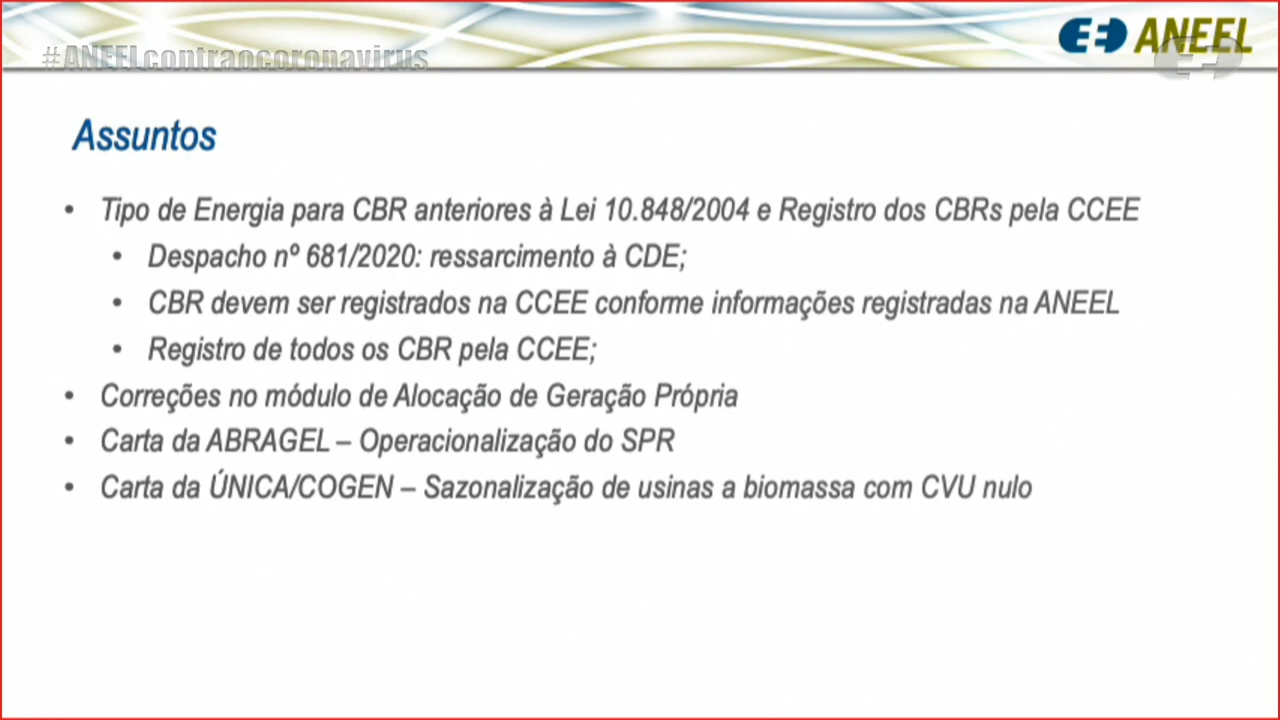 #ANEELcontraocoronavirus
ANEEL
Assuntos
• Tipo de Energia para CBR anteriores à Lei 10.848/2004 e Registro dos CBRs pela CCEE
• Despacho nº 681/2020: ressarcimento à CDE;
• CBR devem ser registrados na CCEE conforme informações registradas na ANEEL
• Registro de todos os CBR pela CCEE;
• Correções no módulo de Alocação de Geração Própria
• Carta da ABRAGEL – Operacionalização do SPR
• Carta da ÚNICA/COGEN – Sazonalização de usinas a biomassa com CVU nulo